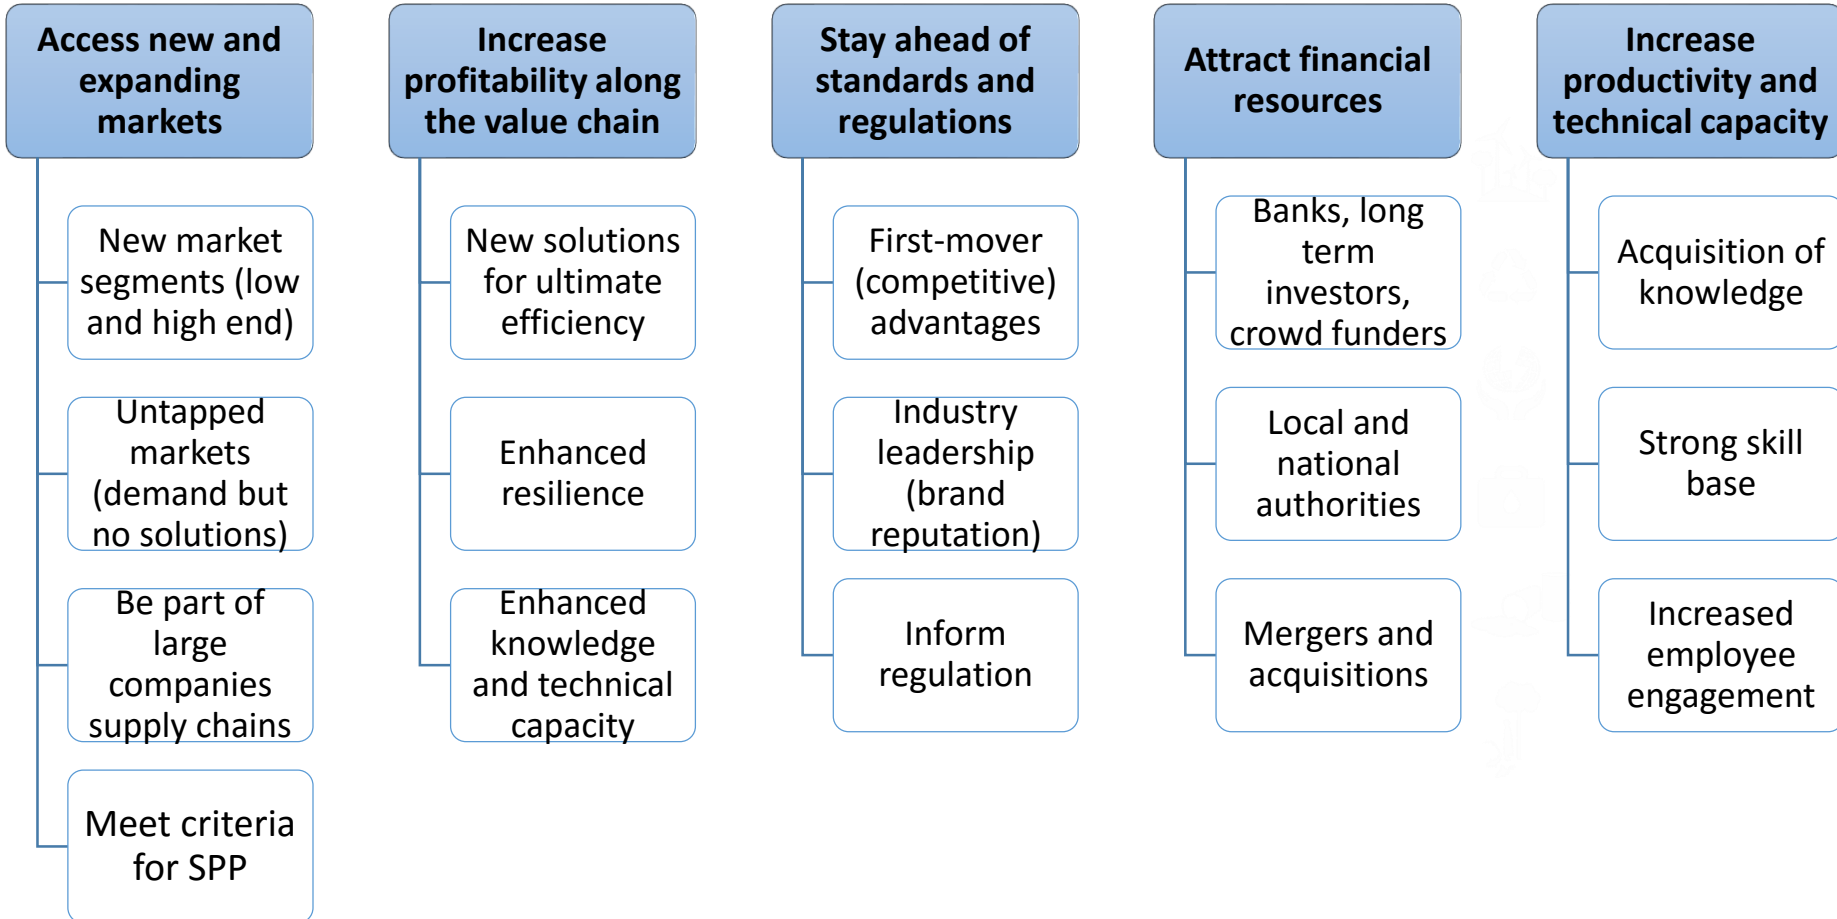 Access new and
expanding
markets
New market
segments (low
and high end)
Untapped
markets
(demand but
no solutions)
Be part of
large
companies
supply chains
Meet criteria
for SPP
Increase
profitability along
the value chain
New solutions
for ultimate
efficiency
Enhanced
resilience
Enhanced
knowledge
and technical
capacity
Stay ahead of
standards and
regulations
First-mover
(competitive)
advantages
Industry
leadership
(brand
reputation)
Inform
regulation
Attract financial
resources
Banks, long
term
investors,
crowd funders
Local and
national
authorities
Mergers and
acquisitions
Increase
productivity and
technical capacity
Acquisition of
knowledge
Strong skill
base
Increased
employee
engagement